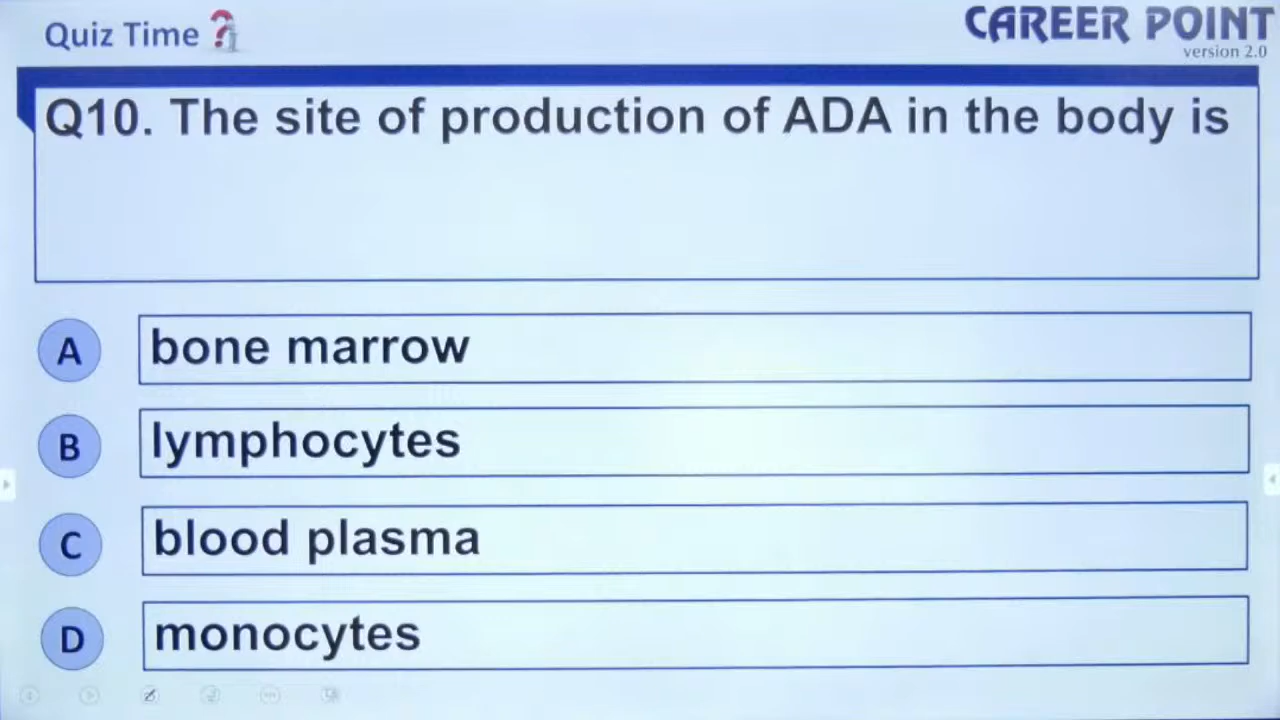 Quiz Time
CAREER POINT
version 2.0
Q10. The site of production of ADA in the body is
A bone marrow
B lymphocytes
C blood plasma
D monocytes